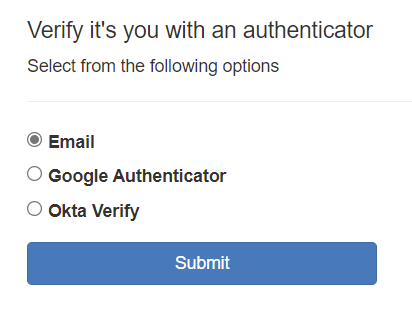 Verify it's you with an authenticator
Select from the following options
Email
Google Authenticator
Okta Verify
Submit